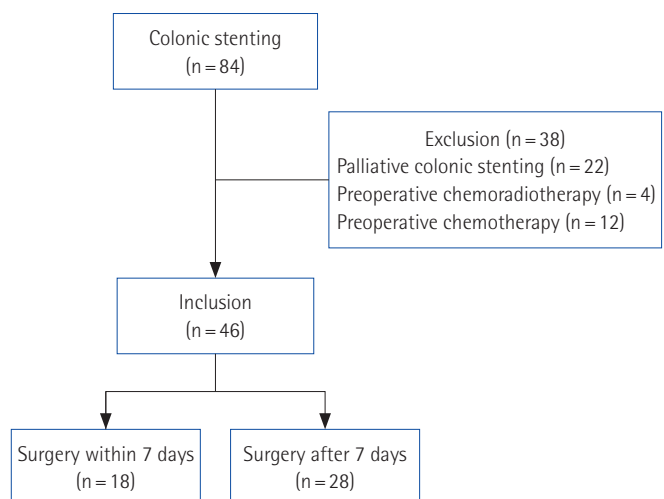 Colonic stenting
(n = 84)
Exclusion (n = 38)
Palliative colonic stenting (n = 22)
Preoperative chemoradiotherapy (n = 4)
Preoperative chemotherapy (n = 12)
Inclusion
(n = 46)
Surgery within 7 days
(n = 18)
Surgery after 7 days
(n = 28)